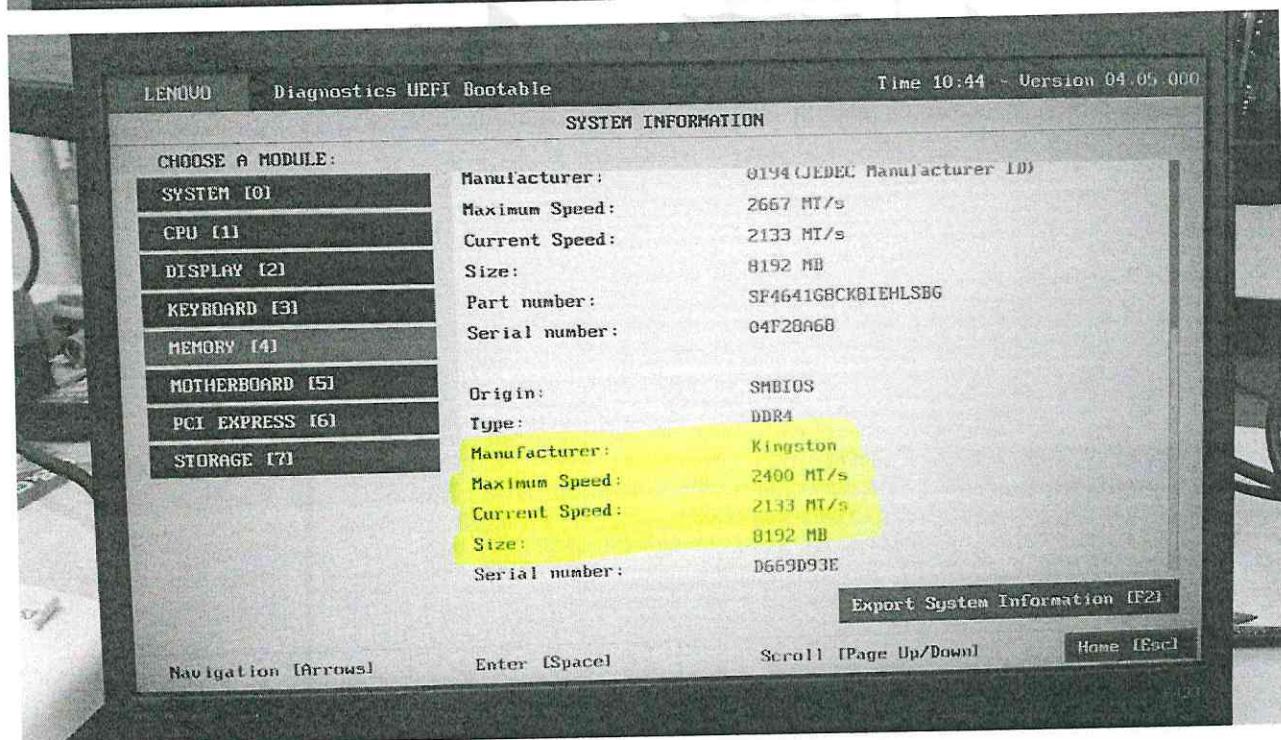 LENOVO Diagnostics UEFI Bootable Time 10:44 - Version 04.05.000
SYSTEM INFORMATION
CHOOSE A MODULE:
SYSTEM [0]
CPU [1]
DISPLAY [2]
KEYBOARD [3]
MEMORY [4]
MOTHERBOARD [5]
PCI EXPRESS [6]
STORAGE [7]
Manufacturer: 0194(JEDEC Manufacturer ID)
Maximum Speed: 2667 MT/s
Current Speed: 2133 MT/s
Size: 8192 MB
Part number: SF4641G8CK8IEHLSBG
Serial number: 04F28A68
Origin: SMBIOS
Type: DDR4
Manufacturer: Kingston
Maximum Speed: 2400 MT/s
Current Speed: 2133 MT/s
Size: 8192 MB
Serial number: D669D93E
Export System Information [F2]
Navigation [Arrows] Enter [Space] Scroll [Page Up/Down] Home [Esc]